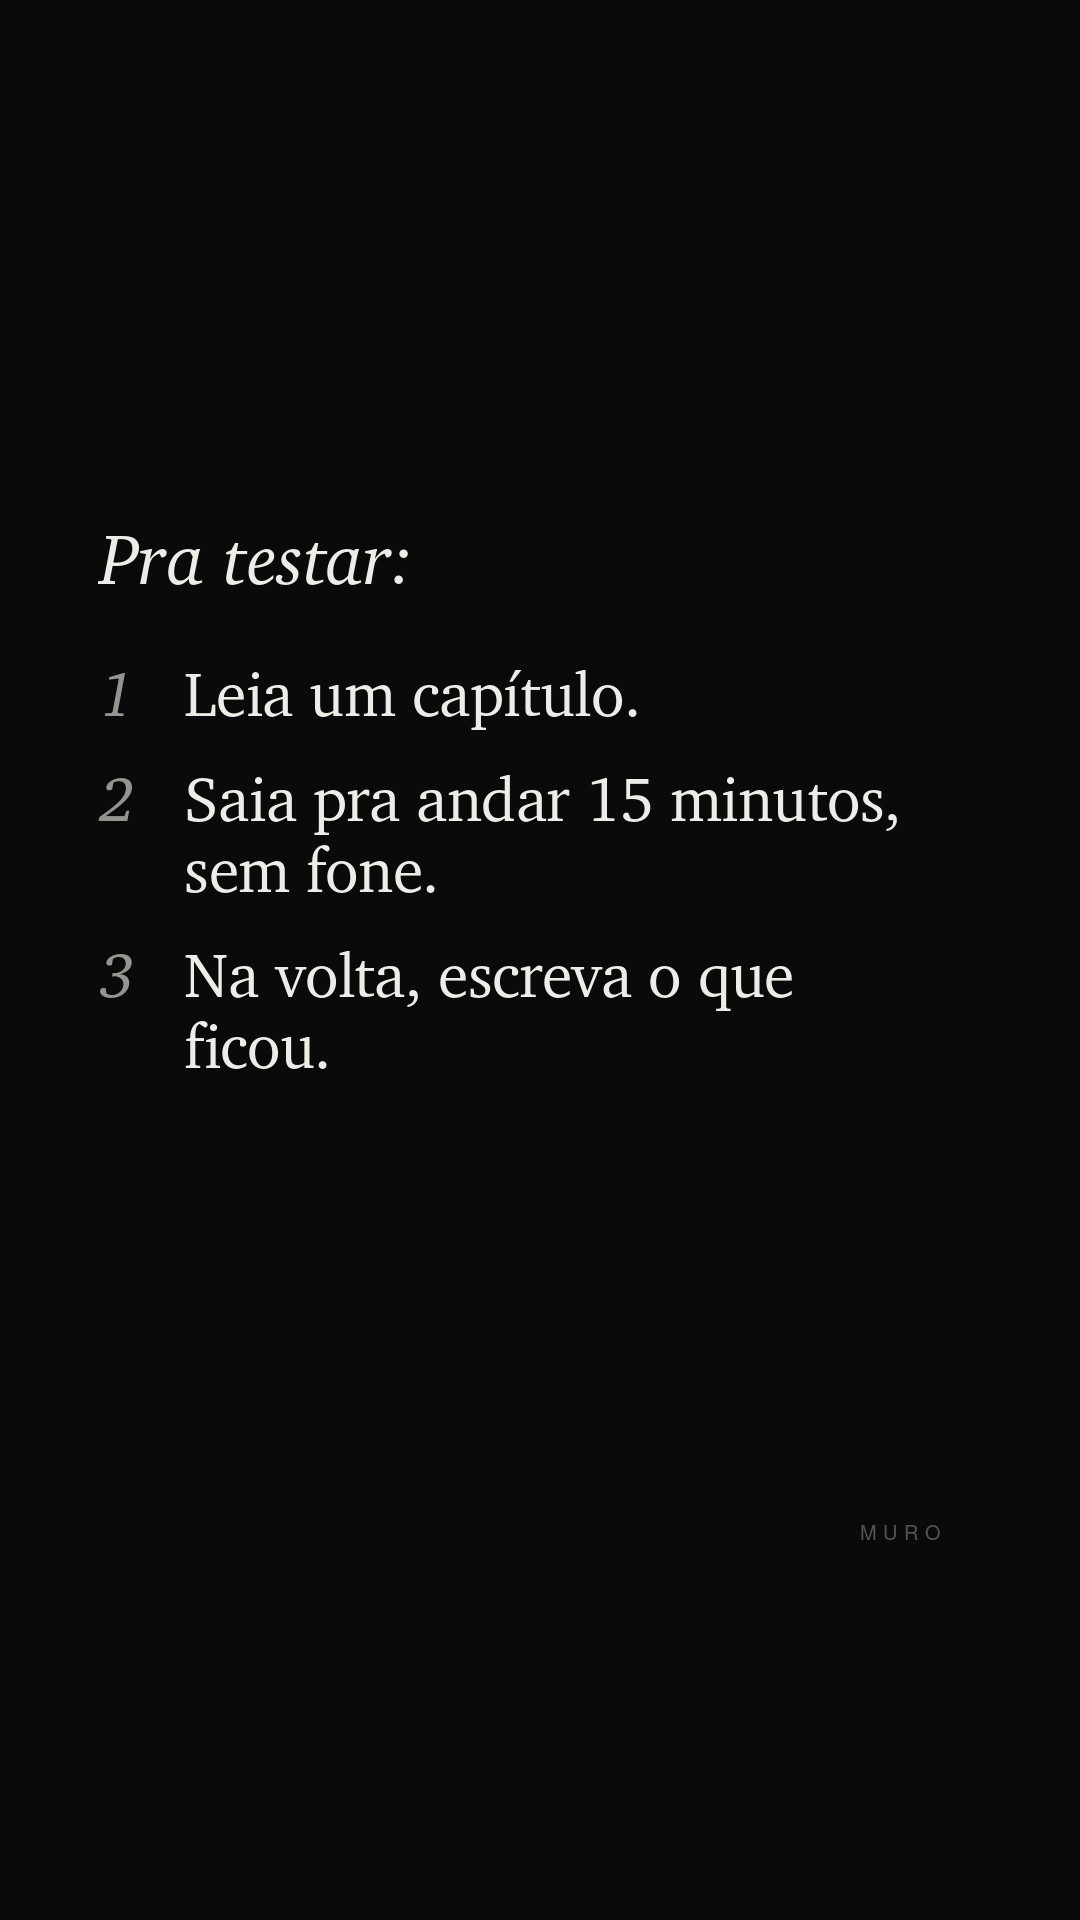 Pra testar:
1 Leia um capítulo.
2 Saia pra andar 15 minutos,
sem fone.
3 Na volta, escreva o que
ficou.
MURO